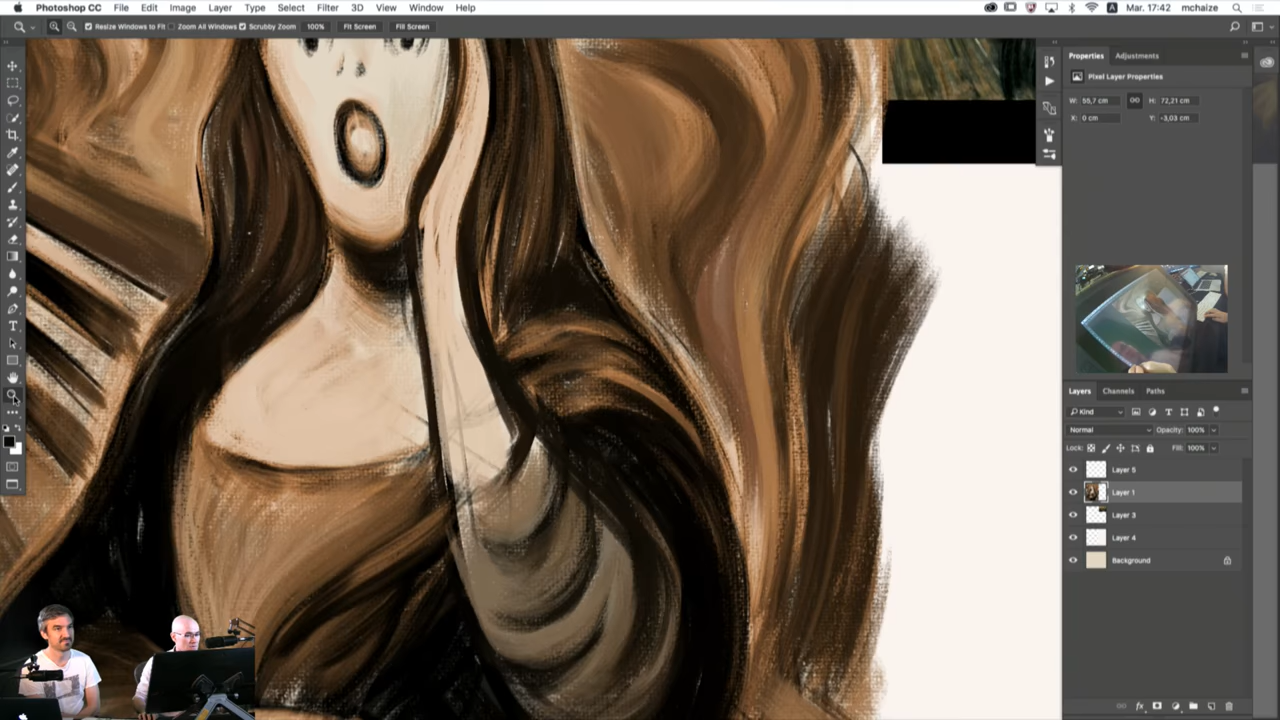 Photoshop CC File Edit Image Layer Type Select Filter 3D View Window Help Mar. 17:42 mchaize
Resize Windows to Fit Zoom All Windows Scrubby Zoom 100% Fit Screen Fill Screen
Properties Adjustments
Pixel Layer Properties
W: 55,7 cm H: 72,21 cm
X: 0 cm Y: -3,03 cm
Layers Channels Paths
Kind
Normal Opacity: 100%
Lock: Fill: 100%
Layer 5
Layer 1
Layer 3
Layer 4
Background